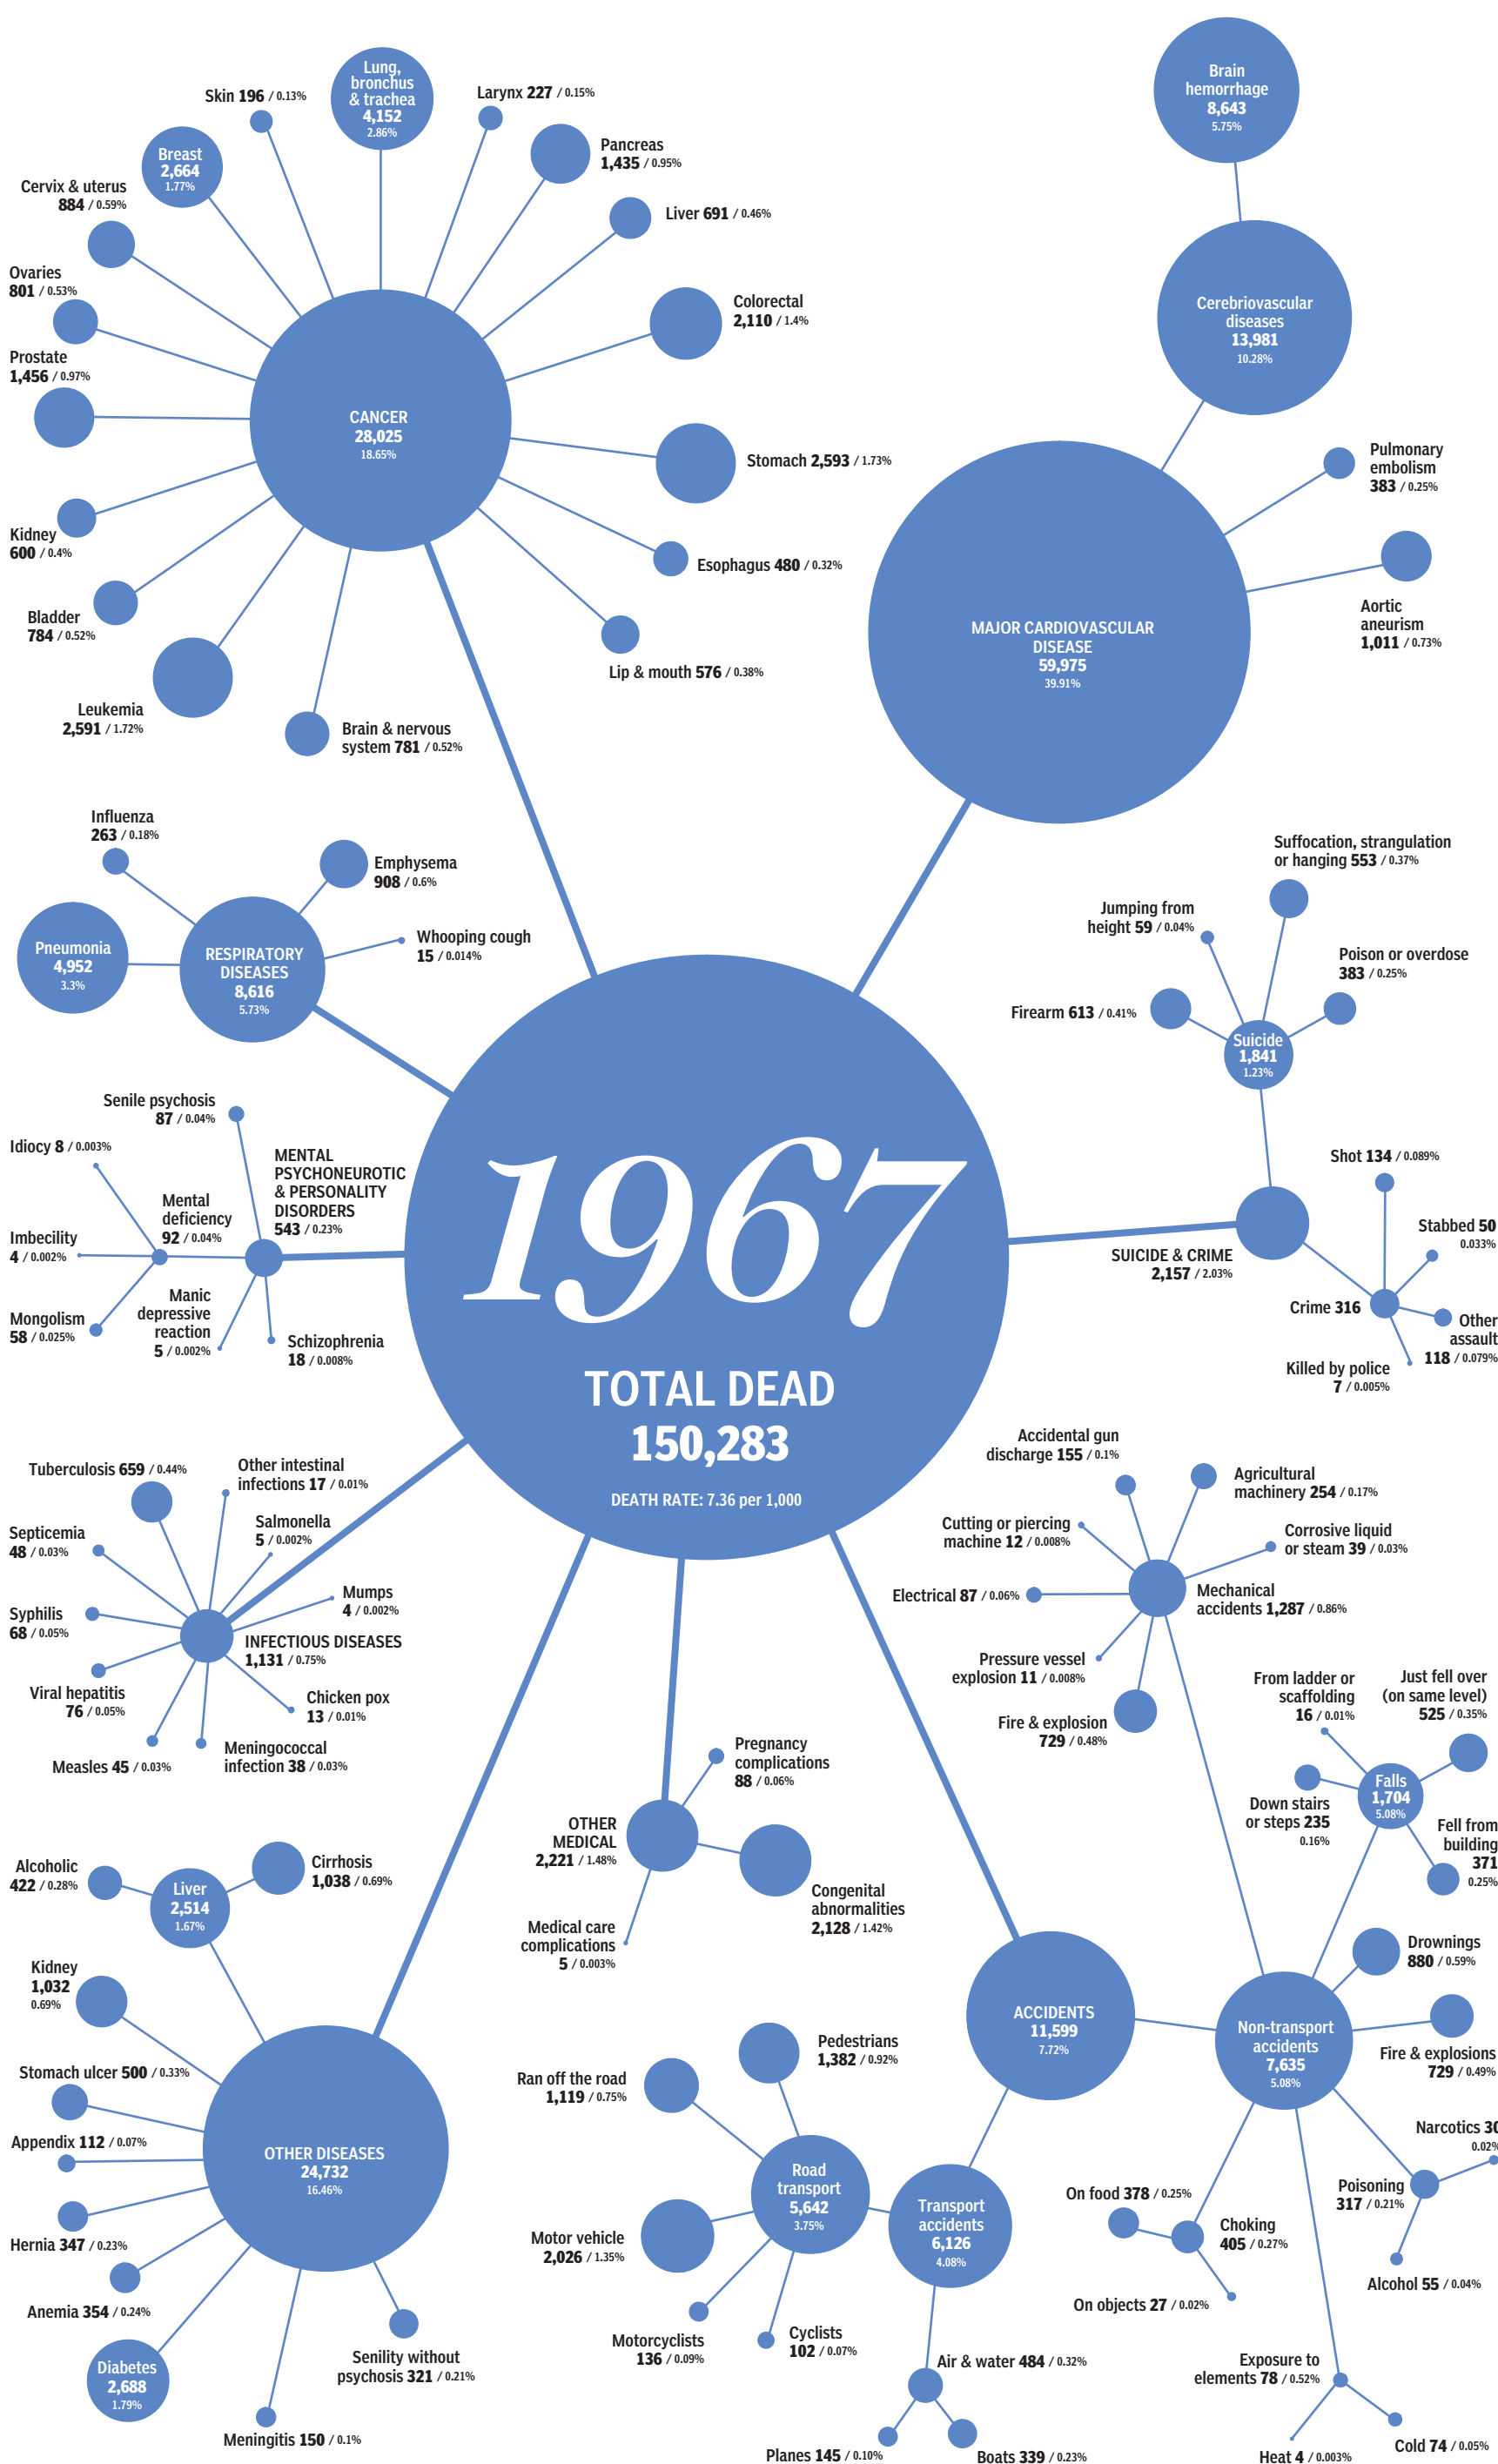 Lung,
bronchus
& trachea
4,152
2.86%
Skin 196 / 0.13%
Larynx 227 / 0.15%
Breast
2,664
1.77%
Pancreas
1,435 / 0.95%
Cervix & uterus
884 / 0.59%
Liver 691 / 0.46%
Ovaries
801 / 0.53%
Colorectal
2,110 / 1.4%
Prostate
1,456 / 0.97%
CANCER
28,025
18.65%
Stomach 2,593 / 1.73%
Kidney
600 / 0.4%
Esophagus 480 / 0.32%
Bladder
784 / 0.52%
Lip & mouth 576 / 0.38%
Leukemia
2,591 / 1.72%
Brain & nervous
system 781 / 0.52%
Brain
hemorrhage
8,643
5.75%
Cerebriovascular
diseases
13,981
10.28%
Pulmonary
embolism
383 / 0.25%
Aortic
aneurism
1,011 / 0.73%
MAJOR CARDIOVASCULAR
DISEASE
59,975
39.91%
Influenza
263 / 0.18%
Emphysema
908 / 0.6%
Pneumonia
4,952
3.3%
RESPIRATORY
DISEASES
8,616
5.73%
Whooping cough
15 / 0.014%
Suffocation, strangulation
or hanging 553 / 0.37%
Jumping from
height 59 / 0.04%
Poison or overdose
383 / 0.25%
Firearm 613 / 0.41%
Suicide
1,841
1.23%
Senile psychosis
87 / 0.04%
Idiocy 8 / 0.003%
MENTAL
PSYCHONEUROTIC
& PERSONALITY
DISORDERS
543 / 0.23%
Mental
deficiency
92 / 0.04%
Imbecility
4 / 0.002%
Mongolism
58 / 0.025%
Manic
depressive
reaction
5 / 0.002%
Schizophrenia
18 / 0.008%
1967
TOTAL DEAD
150,283
DEATH RATE: 7.36 per 1,000
SUICIDE & CRIME
2,157 / 2.03%
Shot 134 / 0.089%
Stabbed 50
0.033%
Crime 316
Other
assault
118 / 0.079%
Killed by police
7 / 0.005%
Tuberculosis 659 / 0.44%
Other intestinal
infections 17 / 0.01%
Septicemia
48 / 0.03%
Salmonella
5 / 0.002%
Syphilis
68 / 0.05%
Mumps
4 / 0.002%
INFECTIOUS DISEASES
1,131 / 0.75%
Viral hepatitis
76 / 0.05%
Chicken pox
13 / 0.01%
Measles 45 / 0.03%
Meningococcal
infection 38 / 0.03%
Accidental gun
discharge 155 / 0.1%
Agricultural
machinery 254 / 0.17%
Cutting or piercing
machine 12 / 0.008%
Corrosive liquid
or steam 39 / 0.03%
Electrical 87 / 0.06%
Mechanical
accidents 1,287 / 0.86%
Pressure vessel
explosion 11 / 0.008%
Fire & explosion
729 / 0.48%
From ladder or
scaffolding
16 / 0.01%
Just fell over
(on same level)
525 / 0.35%
Falls
1,704
5.08%
Down stairs
or steps 235
0.16%
Fell from
building
371
0.25%
Pregnancy
complications
88 / 0.06%
OTHER
MEDICAL
2,221 / 1.48%
Congenital
abnormalities
2,128 / 1.42%
Medical care
complications
5 / 0.003%
Alcoholic
422 / 0.28%
Liver
2,514
1.67%
Cirrhosis
1,038 / 0.69%
Kidney
1,032
0.69%
Stomach ulcer 500 / 0.33%
Appendix 112 / 0.07%
OTHER DISEASES
24,732
16.46%
Hernia 347 / 0.23%
Anemia 354 / 0.24%
Diabetes
2,688
1.79%
Senility without
psychosis 321 / 0.21%
Meningitis 150 / 0.1%
ACCIDENTS
11,599
7.72%
Drownings
880 / 0.59%
Non-transport
accidents
7,635
5.08%
Fire & explosions
729 / 0.49%
Pedestrians
1,382 / 0.92%
Ran off the road
1,119 / 0.75%
Road
transport
5,642
3.75%
Transport
accidents
6,126
4.08%
Motor vehicle
2,026 / 1.35%
Motorcyclists
136 / 0.09%
Cyclists
102 / 0.07%
Air & water 484 / 0.32%
Planes 145 / 0.10%
Boats 339 / 0.23%
Narcotics 30
0.02%
Poisoning
317 / 0.21%
Alcohol 55 / 0.04%
On food 378 / 0.25%
Choking
405 / 0.27%
On objects 27 / 0.02%
Exposure to
elements 78 / 0.52%
Heat 4 / 0.003%
Cold 74 / 0.05%